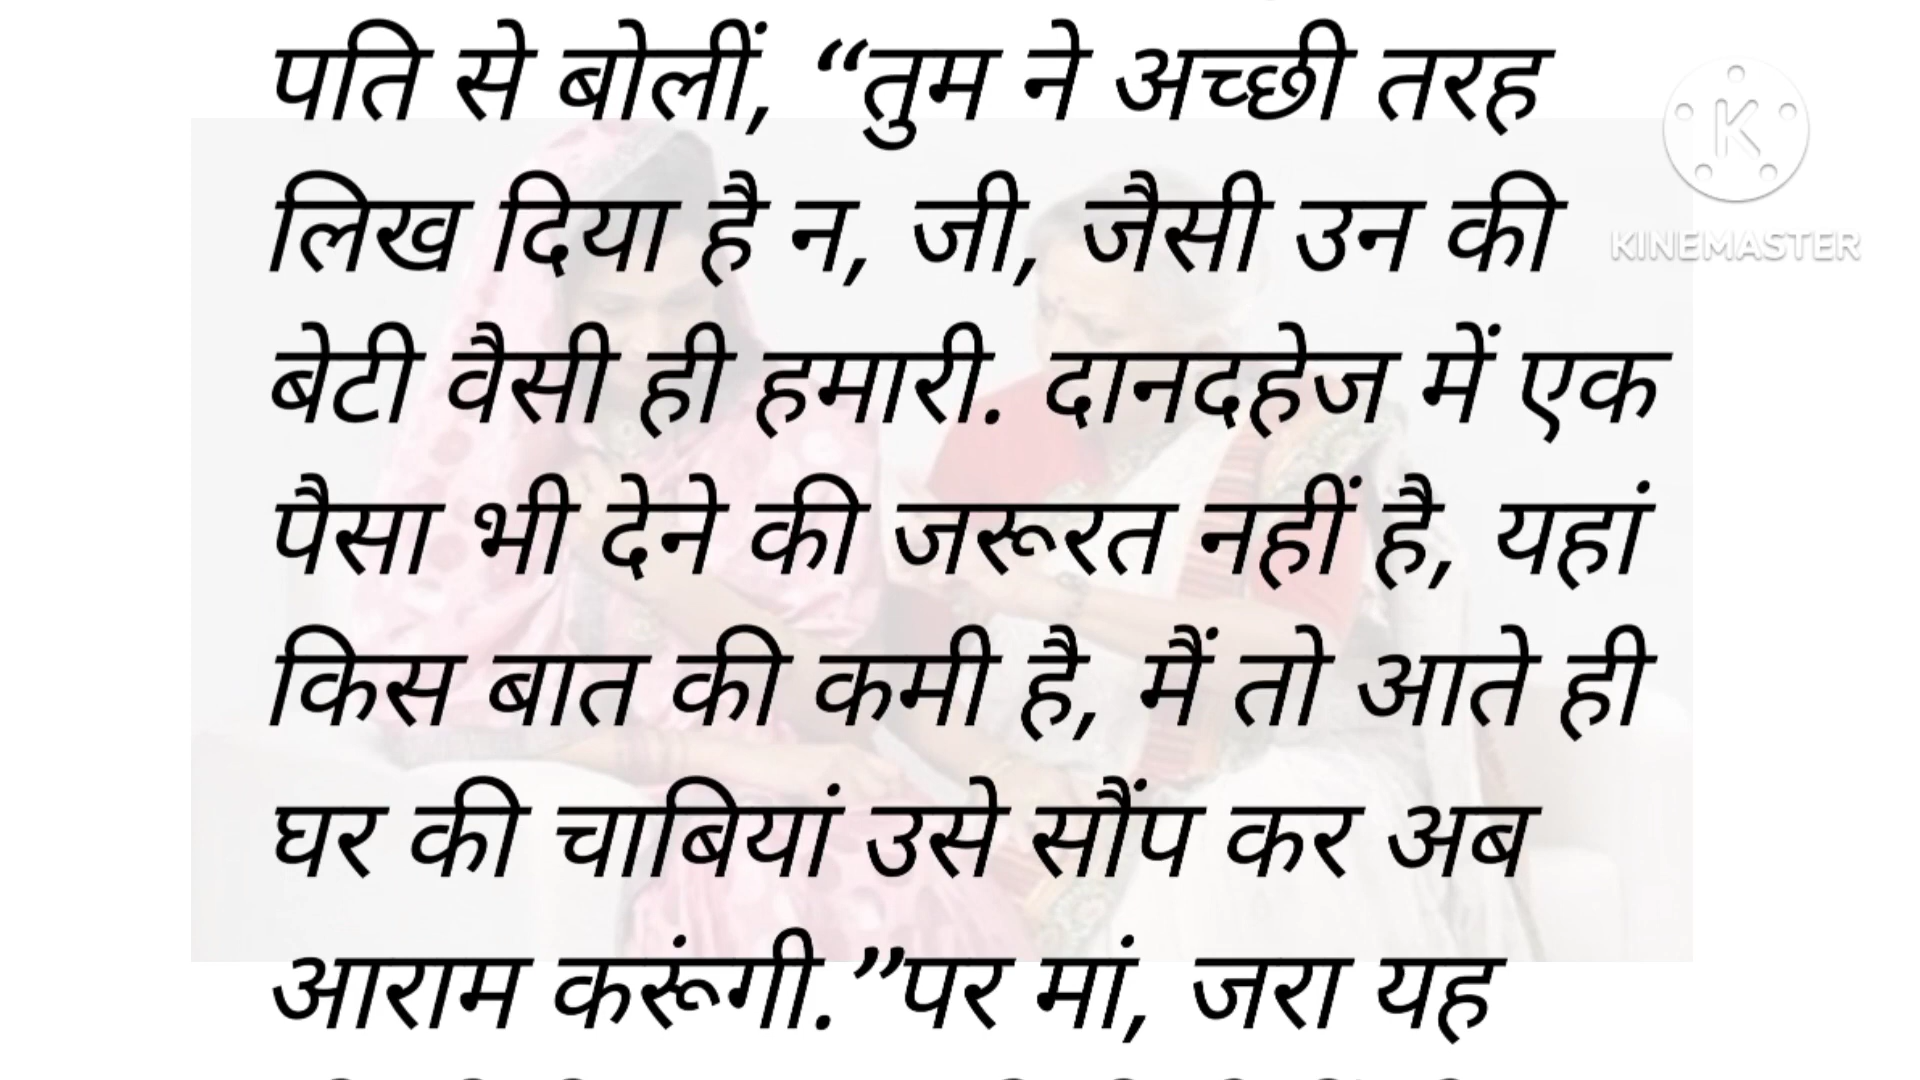 पति से बोलीं, “तुम ने अच्छी तरह
लिख दिया है न, जी, जैसी उन की
बेटी वैसी ही हमारी. दानदहेज में एक
पैसा भी देने की जरूरत नहीं है, यहां
किस बात की कमी है, मैं तो आते ही
घर की चाबियां उसे सौंप कर अब
आराम करूंगी.”पर मां, जरा यह
K
KINEMASTER